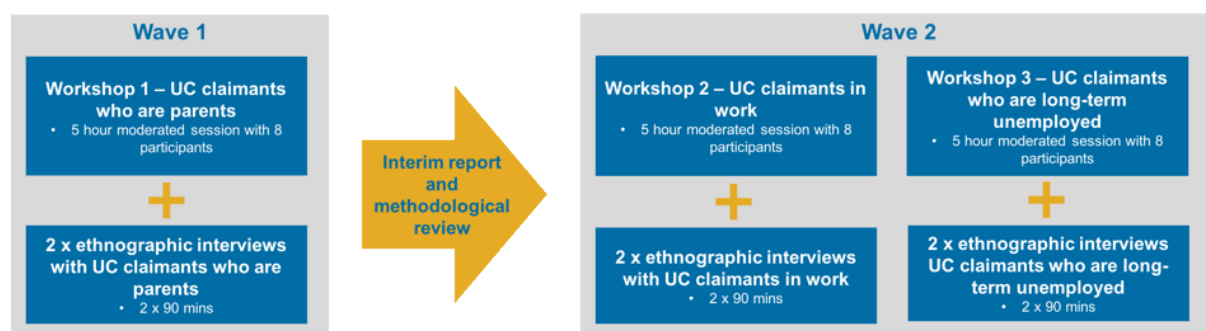 Wave 1
Workshop 1 – UC claimants
who are parents
• 5 hour moderated session with 8
participants
+
2 x ethnographic interviews
with UC claimants who are
parents
• 2 x 90 mins
Interim report
and
methodological
review
Wave 2
Workshop 2 – UC claimants in
work
• 5 hour moderated session with 8
participants
+
2 x ethnographic interviews
with UC claimants in work
• 2 x 90 mins
Workshop 3 – UC claimants
who are long-term
unemployed
• 5 hour moderated session with 8
participants
+
2 x ethnographic interviews
UC claimants who are long-
term unemployed
• 2 x 90 mins